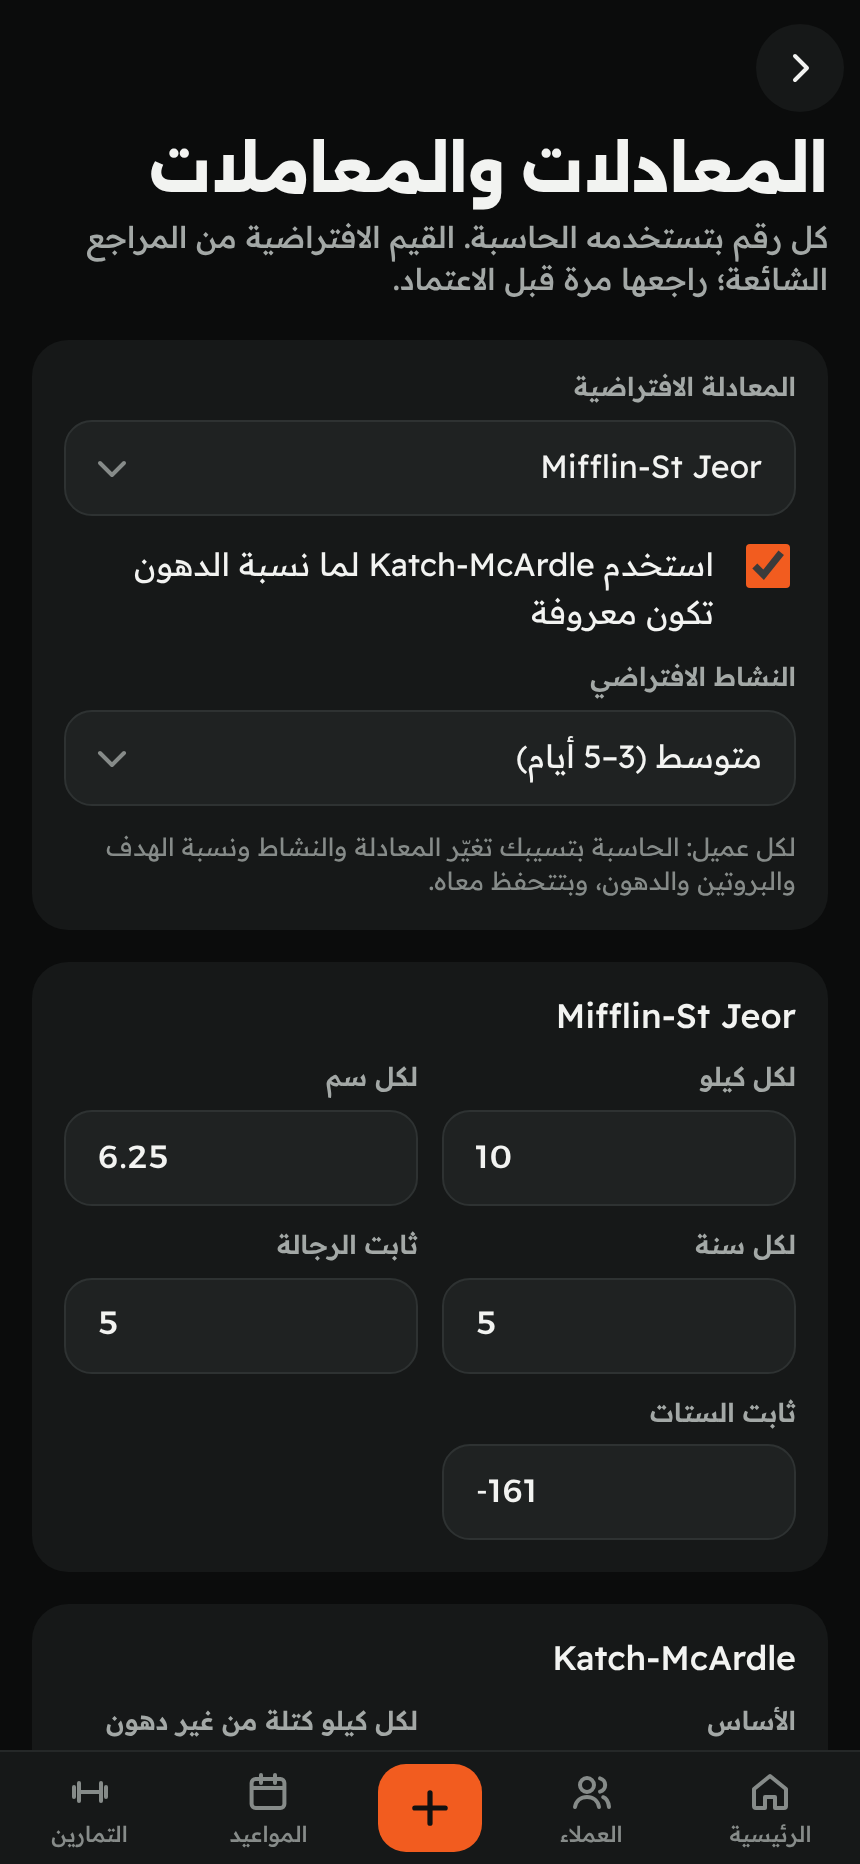 المعادلات والمعاملات
كل رقم بتستخدمه الحاسبة. القيم الافتراضية من المراجع
الشائعة؛ راجعها مرة قبل الاعتماد.
المعادلة الافتراضية
Mifflin-St Jeor
استخدم Katch-McArdle لما نسبة الدهون
تكون معروفة
النشاط الافتراضي
متوسط (3–5 أيام)
لكل عميل: الحاسبة بتسيبك تغيّر المعادلة والنشاط ونسبة الهدف
والبروتين والدهون، وبتتحفظ معاه.
Mifflin-St Jeor
لكل كيلو
لكل سم
10
6.25
لكل سنة
ثابت الرجالة
5
5
ثابت الستات
-161
Katch-McArdle
الأساس
لكل كيلو كتلة من غير دهون
الرئيسية
العملاء
المواعيد
التمارين